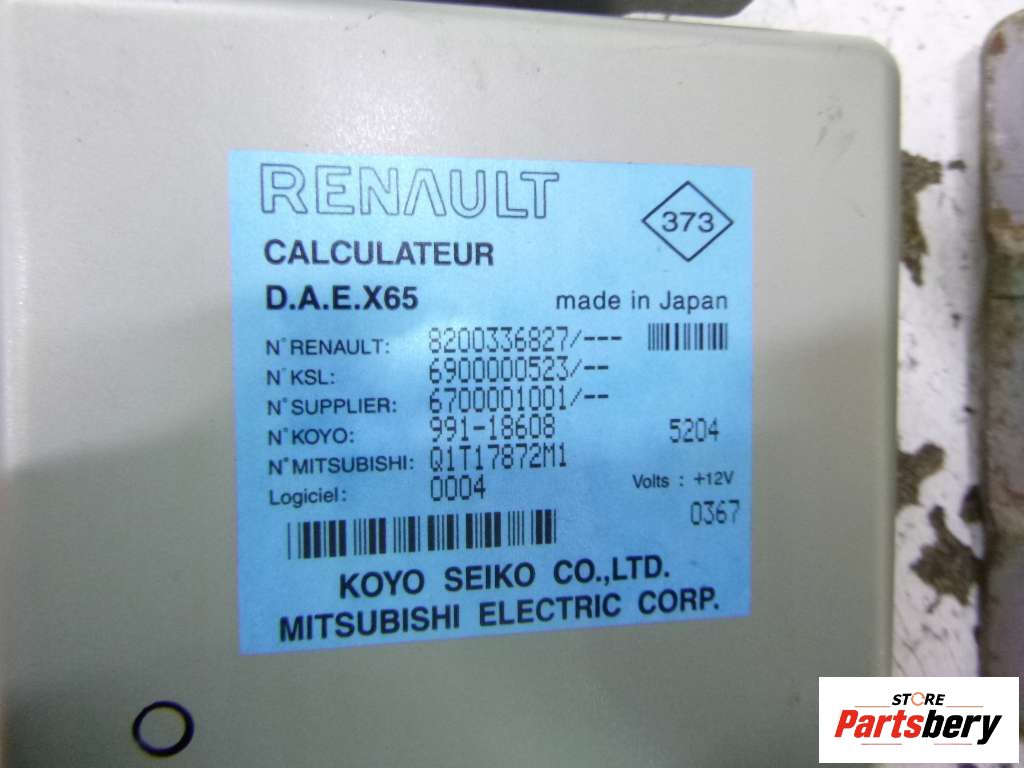 RENAULT
373
CALCULATEUR
D.A.E.X65 made in Japan
N°RENAULT: 8200336827/---
N°KSL: 6900000523/--
N°SUPPLIER: 6700001001/--
N°KOYO: 991-18608 5204
N°MITSUBISHI: Q1T17872M1
Logiciel: 0004 Volts : +12V
0367
KOYO SEIKO CO.,LTD.
MITSUBISHI ELECTRIC CORP.
STORE
Partsbery